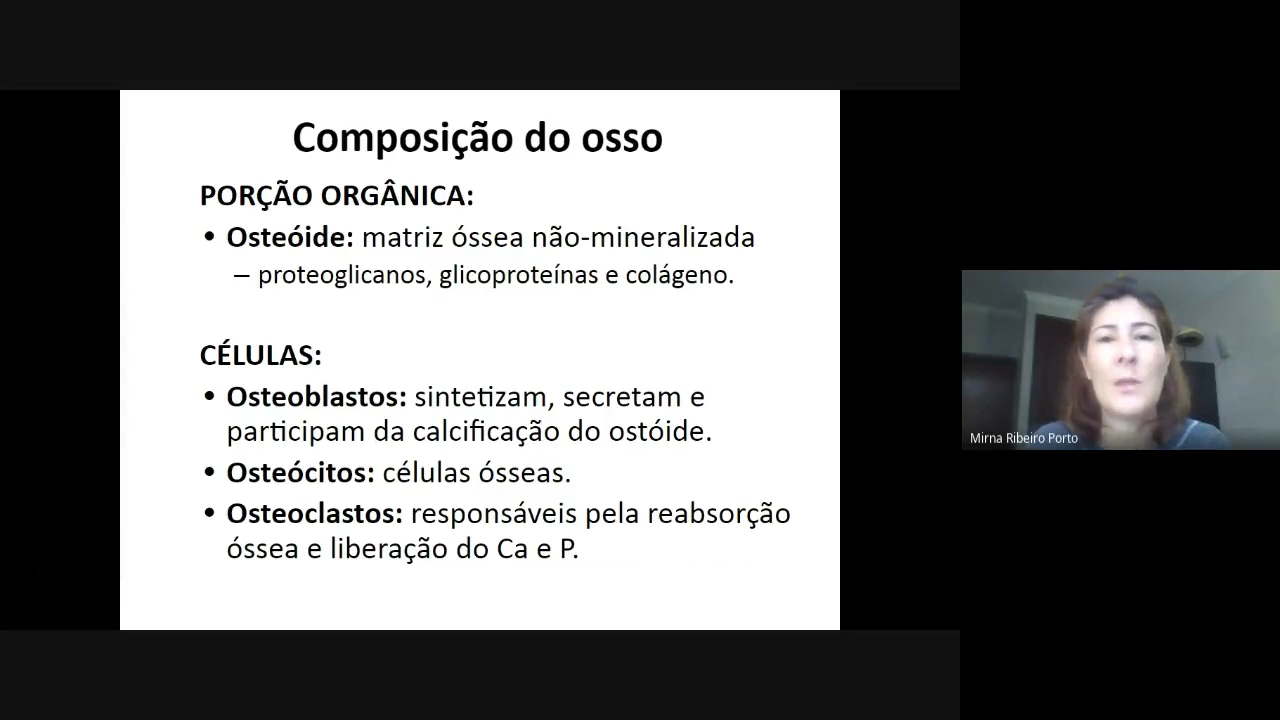 Composição do osso
PORÇÃO ORGÂNICA:
• Osteóide: matriz óssea não-mineralizada
– proteoglicanos, glicoproteínas e colágeno.
CÉLULAS:
• Osteoblastos: sintetizam, secretam e
participam da calcificação do ostóide.
• Osteócitos: células ósseas.
• Osteoclastos: responsáveis pela reabsorção
óssea e liberação do Ca e P.
Mirna Ribeiro Porto